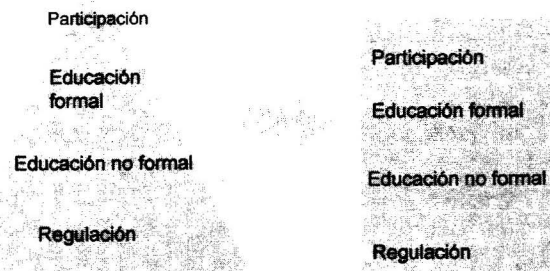 Participación
Educación
formal
Educación no formal
Regulación
Participación
Educación formal
Educación no formal
Regulación